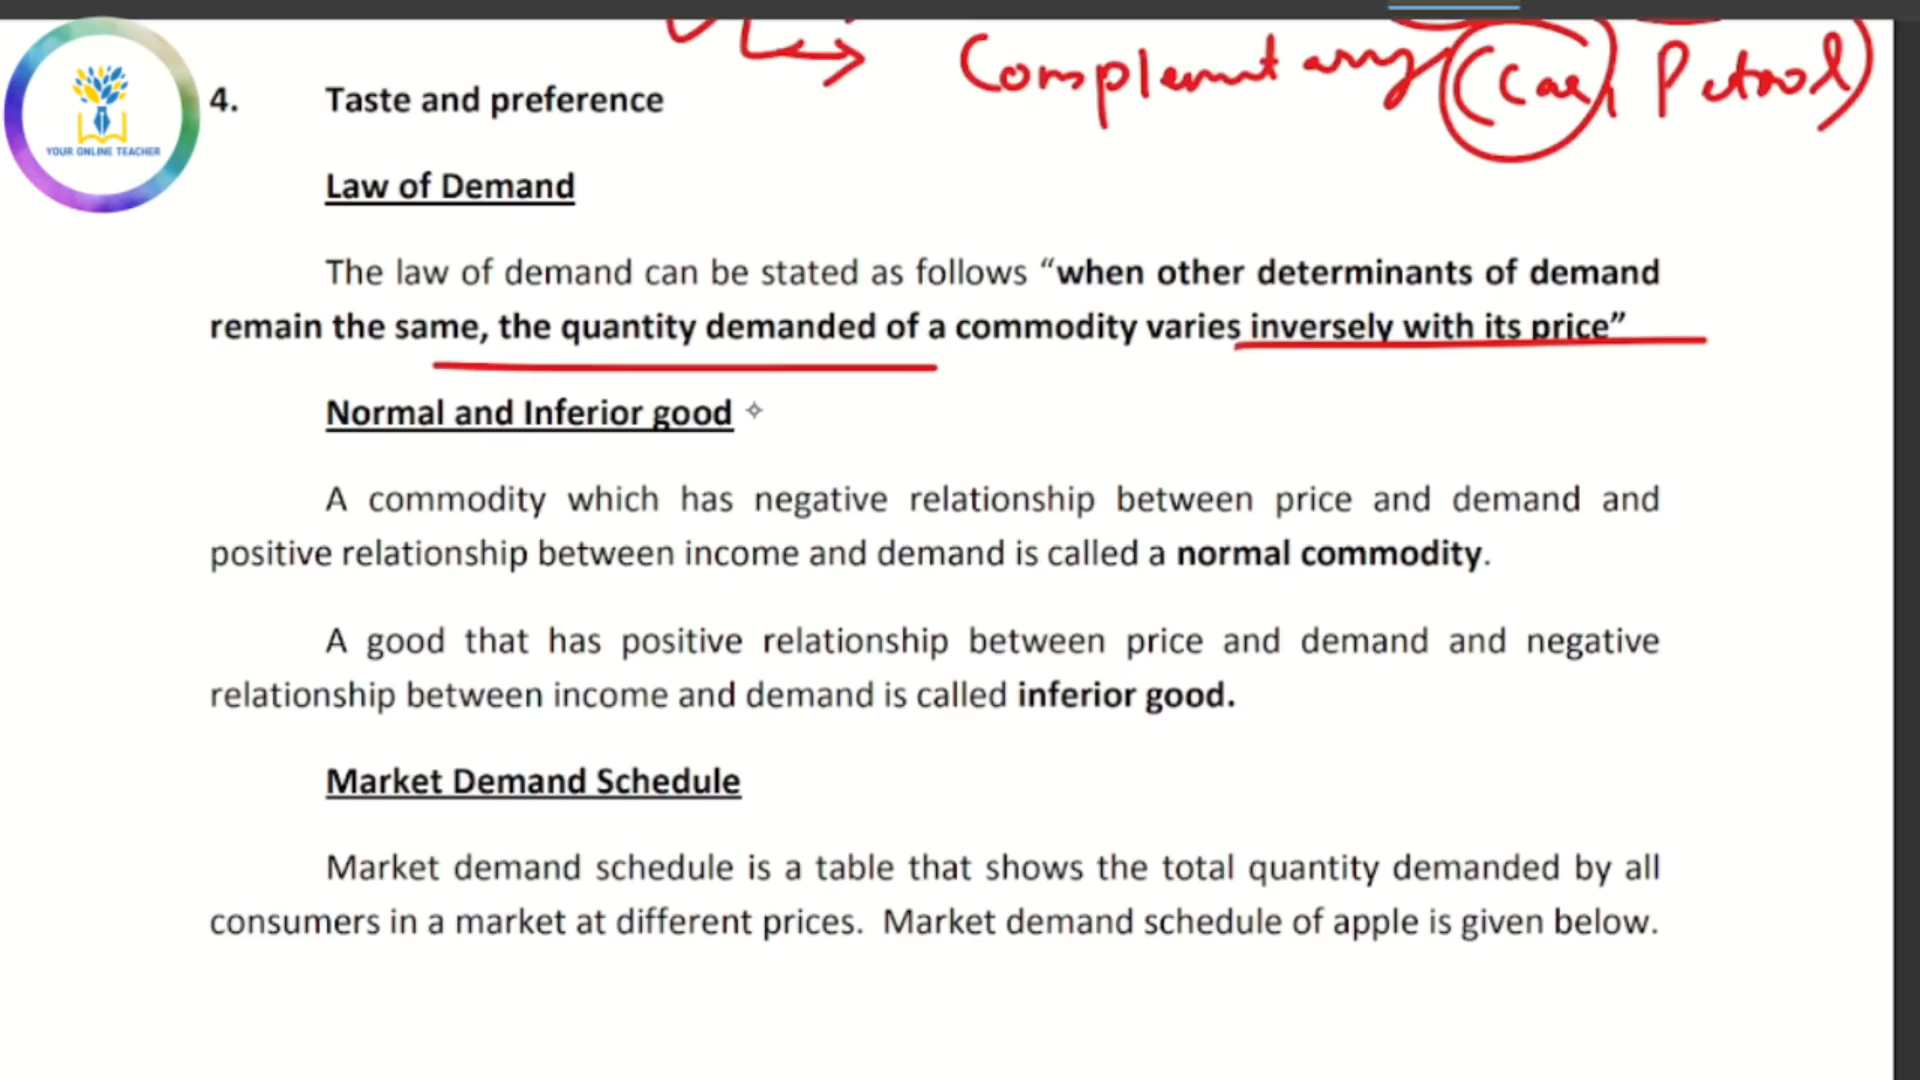 Complementary (Car, Petrol)
YOUR ONLINE TEACHER
4. Taste and preference
Law of Demand
The law of demand can be stated as follows “when other determinants of demand
remain the same, the quantity demanded of a commodity varies inversely with its price”
Normal and Inferior good
A commodity which has negative relationship between price and demand and
positive relationship between income and demand is called a normal commodity.
A good that has positive relationship between price and demand and negative
relationship between income and demand is called inferior good.
Market Demand Schedule
Market demand schedule is a table that shows the total quantity demanded by all
consumers in a market at different prices. Market demand schedule of apple is given below.